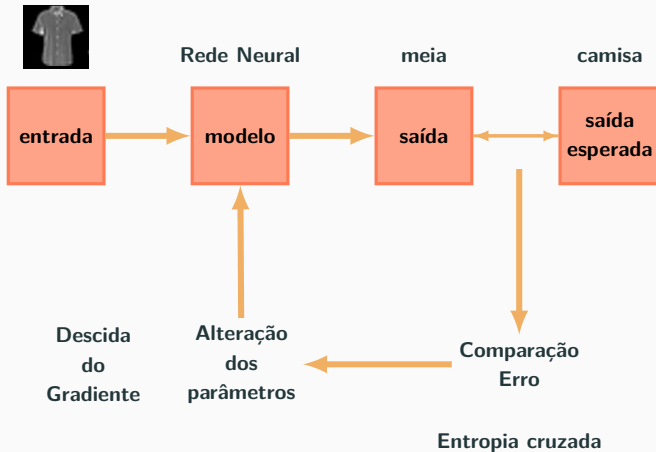 Rede Neural
meia
camisa
entrada
modelo
saída
saída
esperada
Descida
do
Gradiente
Alteração
dos
parâmetros
Comparação
Erro
Entropia cruzada